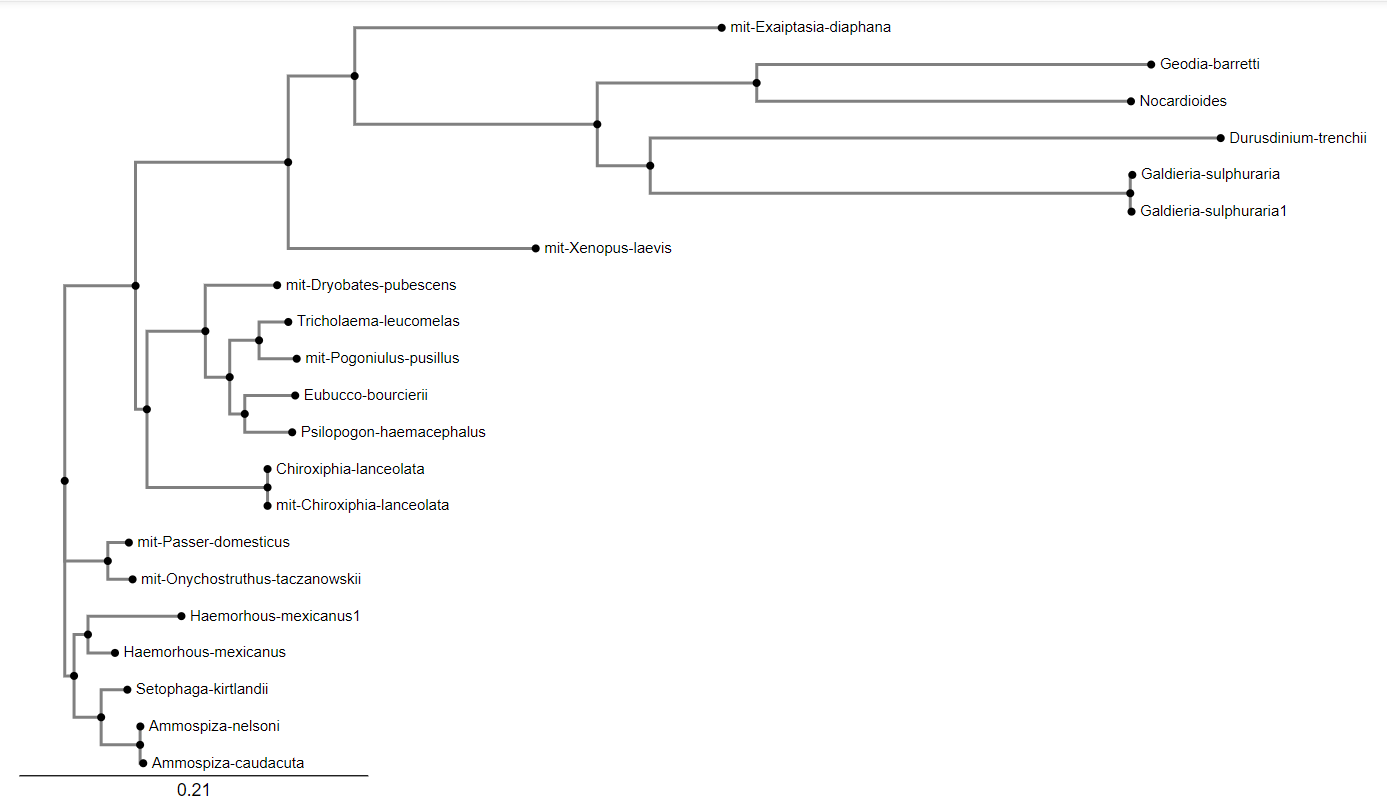 mit-Exaiptasia-diaphana
Geodia-barretti
Nocardioides
Durusdinium-trenchii
Galdieria-sulphuraria
Galdieria-sulphuraria1
mit-Xenopus-laevis
mit-Dryobates-pubescens
Tricholaema-leucomelas
mit-Pogoniulus-pusillus
Eubucco-bourcierii
Psilopogon-haemacephalus
Chiroxiphia-lanceolata
mit-Chiroxiphia-lanceolata
mit-Passer-domesticus
mit-Onychostruthus-taczanowskii
Haemorhous-mexicanus1
Haemorhous-mexicanus
Setophaga-kirtlandii
Ammospiza-nelsoni
Ammospiza-caudacuta
0.21